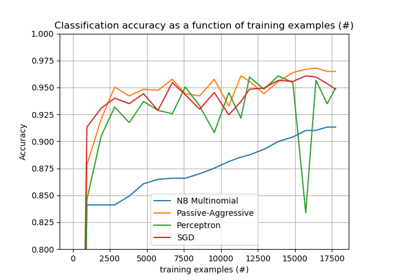 Classification accuracy as a function of training examples (#)
1.000
0.975
0.950
0.925
0.900
0.875
0.850
0.825
0.800
Accuracy
NB Multinomial
Passive-Aggressive
Perceptron
SGD
0 2500 5000 7500 10000 12500 15000 17500
training examples (#)